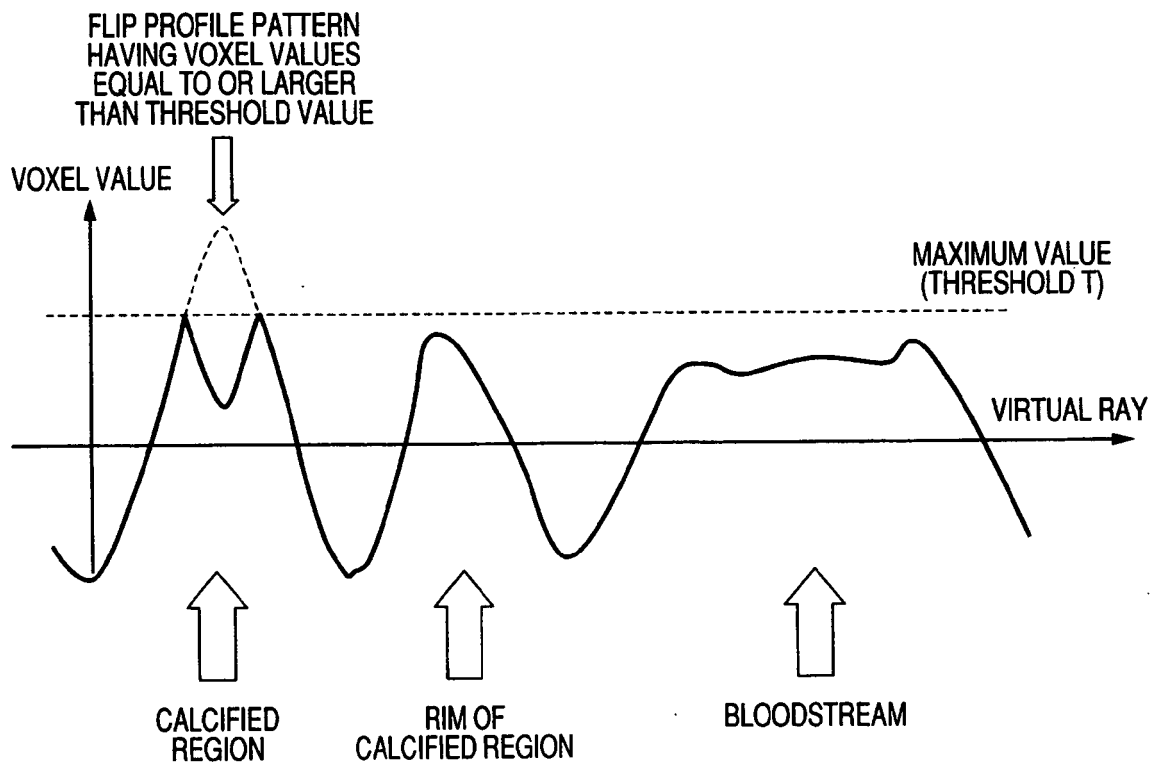 FLIP PROFILE PATTERN
HAVING VOXEL VALUES
EQUAL TO OR LARGER
THAN THRESHOLD VALUE
VOXEL VALUE
MAXIMUM VALUE
(THRESHOLD T)
VIRTUAL RAY
CALCIFIED
REGION
RIM OF
CALCIFIED REGION
BLOODSTREAM